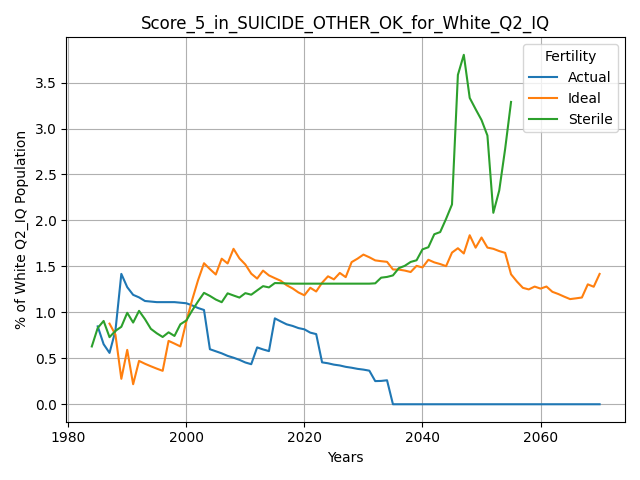 Score_5_in_SUICIDE_OTHER_OK_for_White_Q2_IQ
% of White Q2_IQ Population
3.5
3.0
2.5
2.0
1.5
1.0
0.5
0.0
Fertility
Actual
Ideal
Sterile
1980
2000
2020
2040
2060
Years